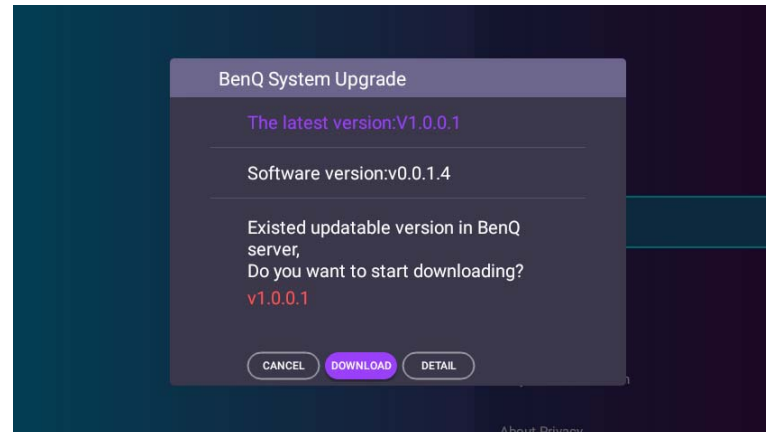 BenQ System Upgrade
The latest version:V1.0.0.1
Software version:v0.0.1.4
Existed updatable version in BenQ
server,
Do you want to start downloading?
v1.0.0.1
CANCEL DOWNLOAD DETAIL
About Privacy